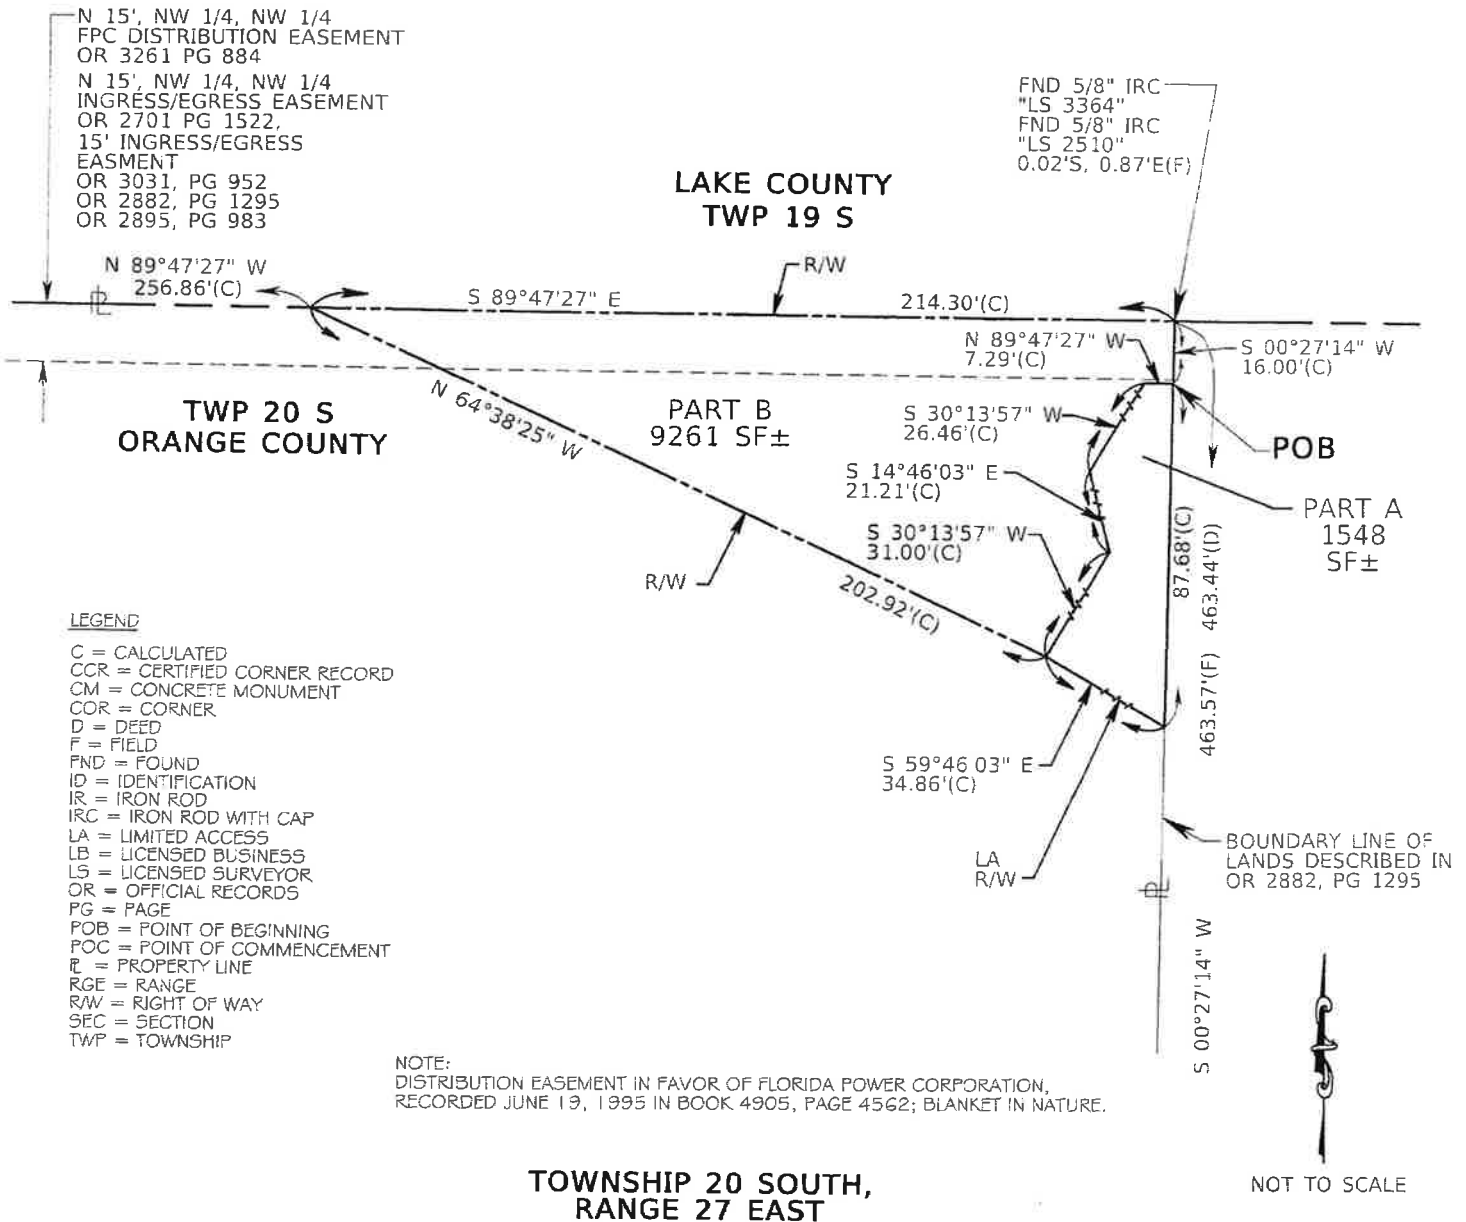 N 15', NW 1/4, NW 1/4
FPC DISTRIBUTION EASEMENT
OR 3261 PG 884
N 15', NW 1/4, NW 1/4
INGRESS/EGRESS EASEMENT
OR 2701 PG 1522,
15' INGRESS/EGRESS
EASMENT
OR 3031, PG 952
OR 2882, PG 1295
OR 2895, PG 983
FND 5/8" IRC
"LS 3364"
FND 5/8" IRC
"LS 2510"
0.02'S, 0.87'E(F)
LAKE COUNTY
TWP 19 S
N 89°47'27" W
256.86'(C)
R/W
S 89°47'27" E
214.30'(C)
N 89°47'27" W
7.29'(C)
S 00°27'14" W
16.00'(C)
TWP 20 S
ORANGE COUNTY
N 64°38'25" W
202.92'(C)
PART B
9261 SF±
S 30°13'57" W
26.46'(C)
POB
S 14°46'03" E
21.21'(C)
S 30°13'57" W
31.00'(C)
PART A
1548
SF±
87.68'(C)
463.57'(F) 463.44'(D)
R/W
S 59°46 03" E
34.86'(C)
LA
R/W
BOUNDARY LINE OF
LANDS DESCRIBED IN
OR 2882, PG 1295
S 00°27'14" W
LEGEND
C = CALCULATED
CCR = CERTIFIED CORNER RECORD
CM = CONCRETE MONUMENT
COR = CORNER
D = DEED
F = FIELD
FND = FOUND
ID = IDENTIFICATION
IR = IRON ROD
IRC = IRON ROD WITH CAP
LA = LIMITED ACCESS
LB = LICENSED BUSINESS
LS = LICENSED SURVEYOR
OR = OFFICIAL RECORDS
PG = PAGE
POB = POINT OF BEGINNING
POC = POINT OF COMMENCEMENT
PL = PROPERTY LINE
RGE = RANGE
R/W = RIGHT OF WAY
SEC = SECTION
TWP = TOWNSHIP
NOTE:
DISTRIBUTION EASEMENT IN FAVOR OF FLORIDA POWER CORPORATION,
RECORDED JUNE 19, 1995 IN BOOK 4905, PAGE 4562; BLANKET IN NATURE.
TOWNSHIP 20 SOUTH,
RANGE 27 EAST
NOT TO SCALE